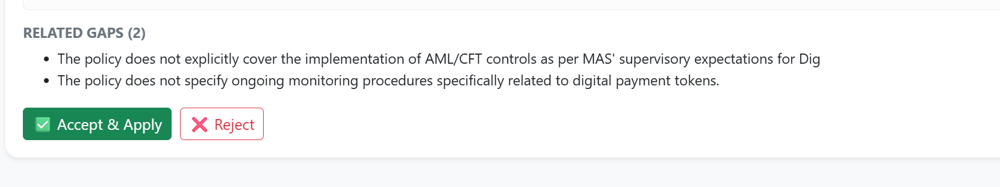 RELATED GAPS (2)
• The policy does not explicitly cover the implementation of AML/CFT controls as per MAS' supervisory expectations for Dig
• The policy does not specify ongoing monitoring procedures specifically related to digital payment tokens.
✅ Accept & Apply ❌ Reject